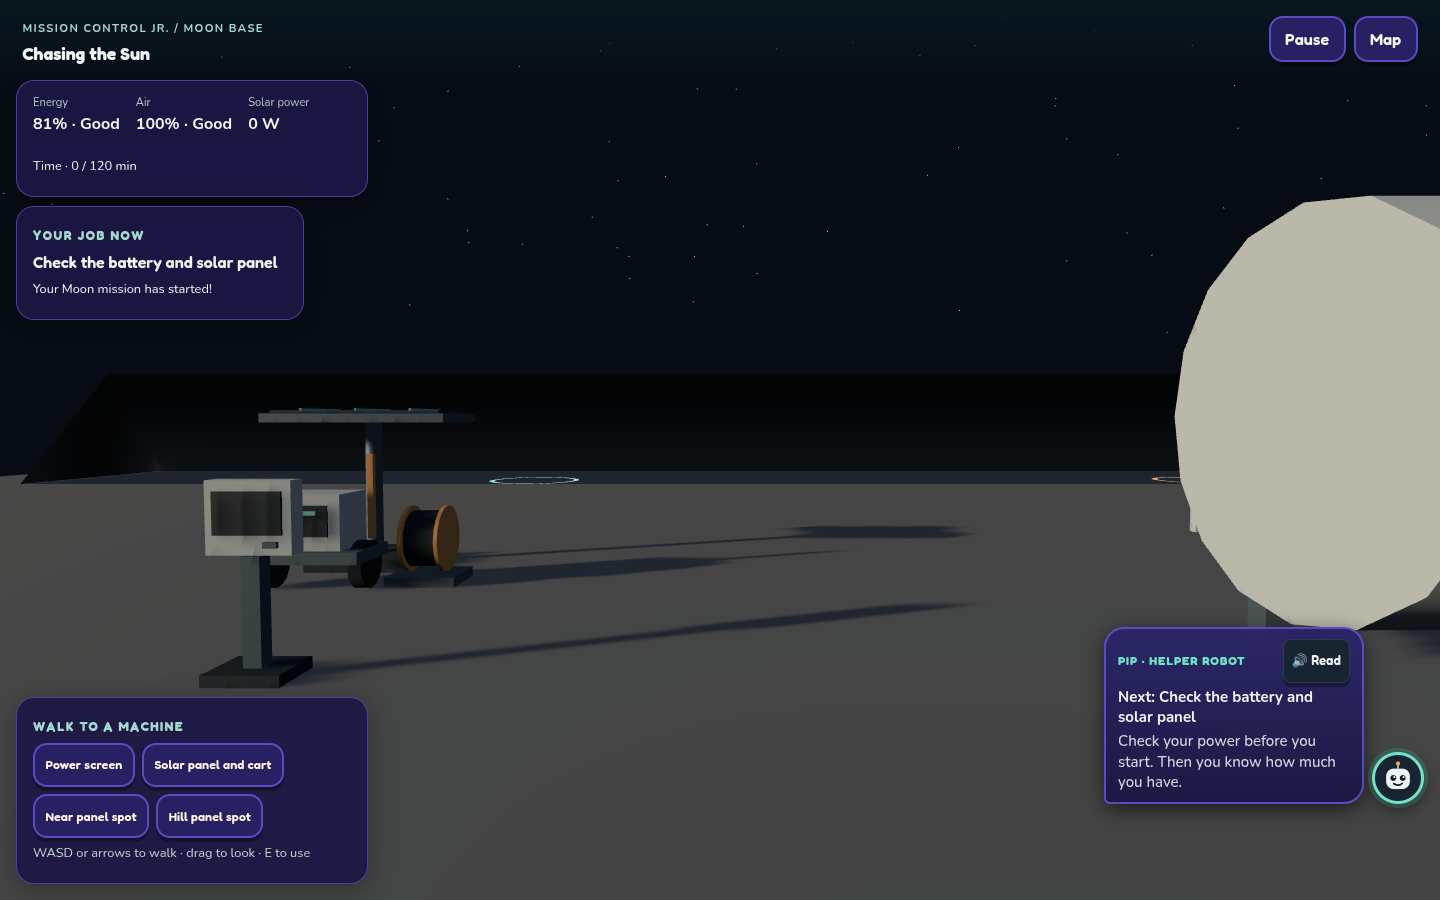 MISSION CONTROL JR. / MOON BASE
Chasing the Sun
Pause
Map
Energy
Air
Solar power
81% · Good
100% · Good
0 W
Time · 0 / 120 min
YOUR JOB NOW
Check the battery and solar panel
Your Moon mission has started!
PIP · HELPER ROBOT
🔊 Read
Next: Check the battery and
solar panel
Check your power before you
start. Then you know how much
you have.
WALK TO A MACHINE
Power screen
Solar panel and cart
Near panel spot
Hill panel spot
WASD or arrows to walk · drag to look · E to use